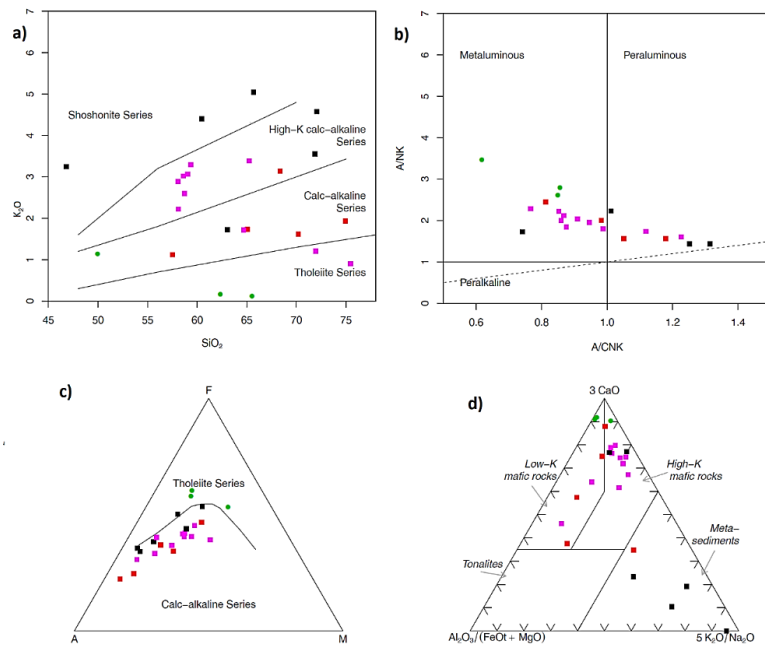 a)
7
6
5
4
3
2
1
0
K₂O
Shoshonite Series
High−K calc−alkaline
Series
Calc−alkaline
Series
Tholeiite Series
45
50
55
60
65
70
75
SiO₂
b)
7
6
5
4
3
2
1
0
A/NK
Metaluminous
Peraluminous
Peralkaline
0.6
0.8
1.0
1.2
1.4
A/CNK
c)
F
Tholeiite Series
Calc−alkaline Series
A
M
d)
3 CaO
Low−K
mafic rocks
High−K
mafic rocks
Meta−
sediments
Tonalites
Al₂O₃/(FeOt + MgO)
5 K₂O/Na₂O